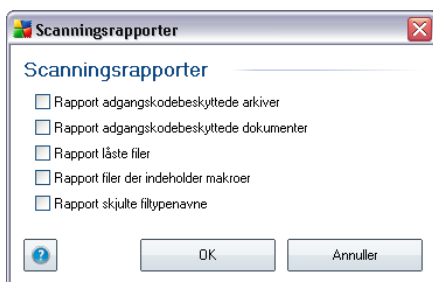 Scanningsrapporter
Scanningsrapporter
Rapport adgangskodebeskyttede arkiver
Rapport adgangskodebeskyttede dokumenter
Rapport låste filer
Rapport filer der indeholder makroer
Rapport skjulte filtypenavne
? OK Annuller